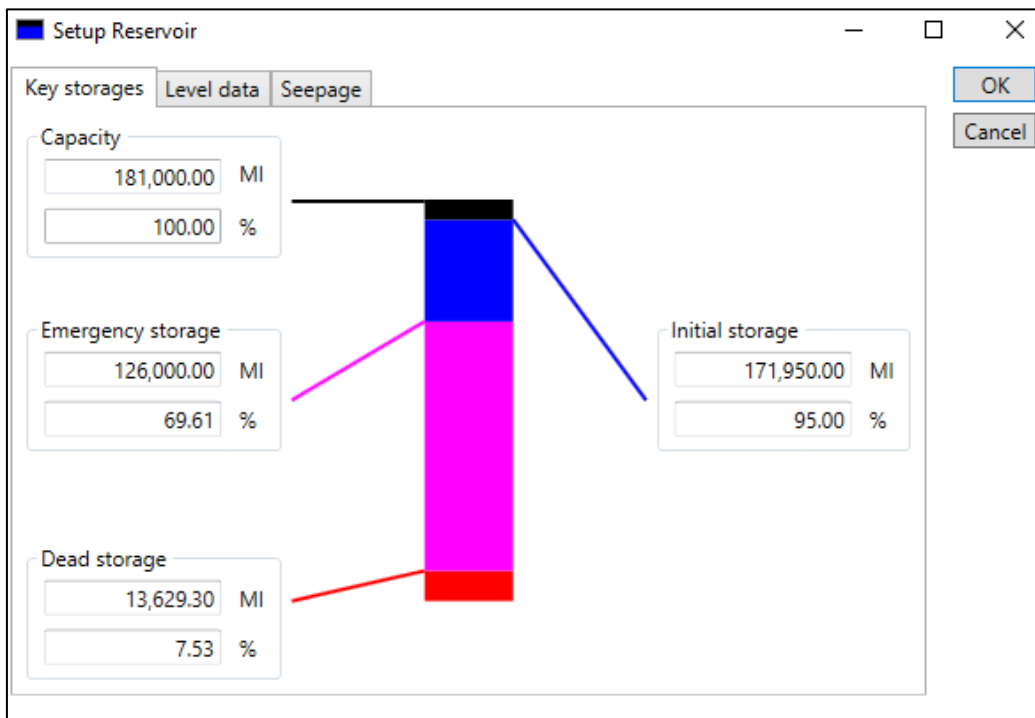 Setup Reservoir
Key storages Level data Seepage
OK
Cancel
Capacity
181,000.00 Ml
100.00 %
Emergency storage
126,000.00 Ml
69.61 %
Initial storage
171,950.00 Ml
95.00 %
Dead storage
13,629.30 Ml
7.53 %